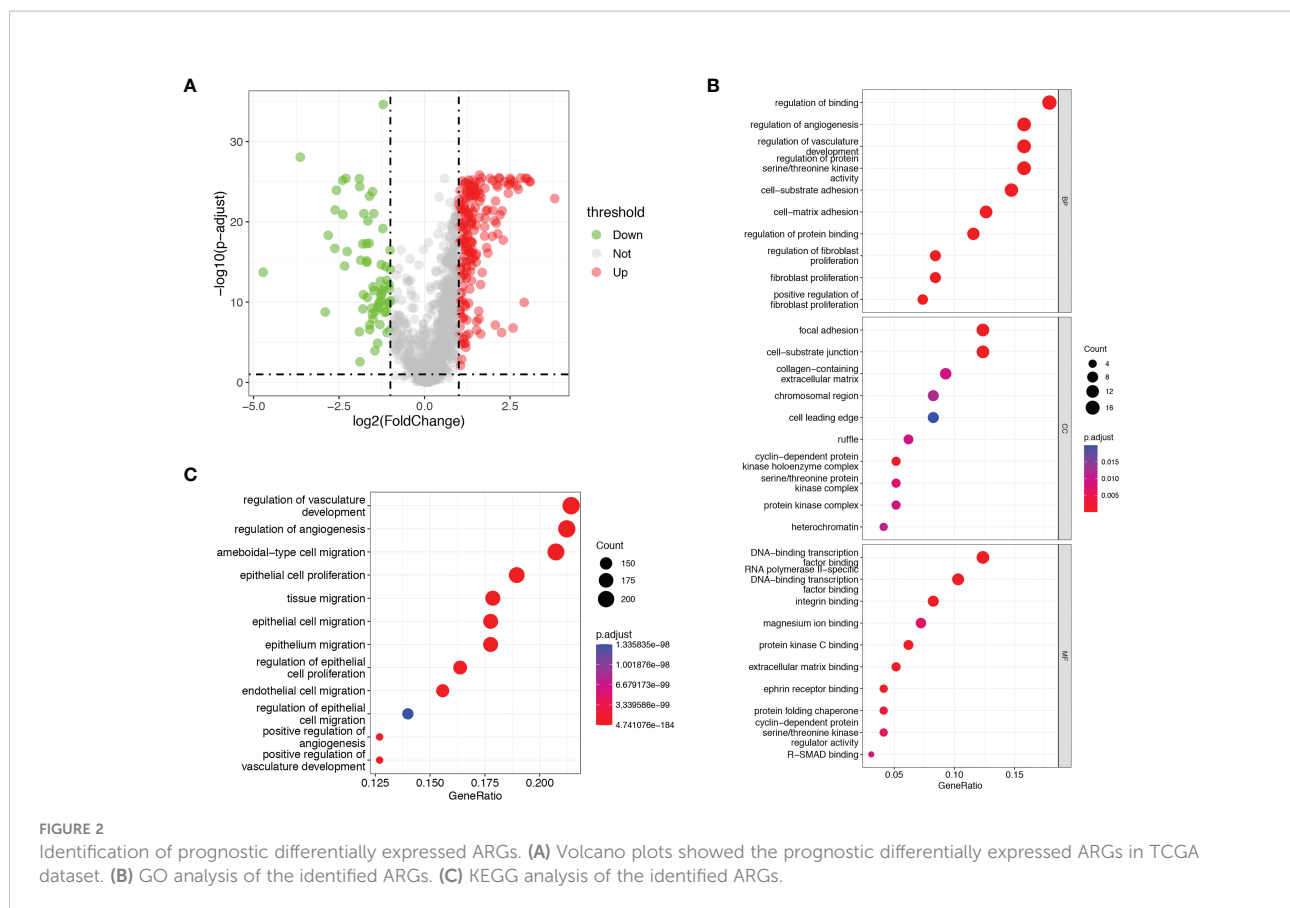 A
30
20
10
0
−log10(p−adjust)
−5.0 −2.5 0.0 2.5
log2(FoldChange)
threshold
Down
Not
Up
B
regulation of binding
regulation of angiogenesis
regulation of vasculature
development
regulation of protein
serine/threonine kinase
activity
cell−substrate adhesion
cell−matrix adhesion
regulation of protein binding
regulation of fibroblast
proliferation
fibroblast proliferation
positive regulation of
fibroblast proliferation
BP
focal adhesion
cell−substrate junction
collagen−containing
extracellular matrix
chromosomal region
cell leading edge
ruffle
cyclin−dependent protein
kinase holoenzyme complex
serine/threonine protein
kinase complex
protein kinase complex
heterochromatin
CC
DNA−binding transcription
factor binding
RNA polymerase II−specific
DNA−binding transcription
factor binding
integrin binding
magnesium ion binding
protein kinase C binding
extracellular matrix binding
ephrin receptor binding
protein folding chaperone
cyclin−dependent protein
serine/threonine kinase
regulator activity
R−SMAD binding
MF
0.05 0.10 0.15
GeneRatio
Count
4
8
12
16
p.adjust
0.015
0.010
0.005
C
regulation of vasculature
development
regulation of angiogenesis
ameboidal−type cell migration
epithelial cell proliferation
tissue migration
epithelial cell migration
epithelium migration
regulation of epithelial
cell proliferation
endothelial cell migration
regulation of epithelial
cell migration
positive regulation of
angiogenesis
positive regulation of
vasculature development
0.125 0.150 0.175 0.200
GeneRatio
Count
150
175
200
p.adjust
1.335835e−98
1.001876e−98
6.679173e−99
3.339586e−99
4.741076e−184
FIGURE 2
Identification of prognostic differentially expressed ARGs. (A) Volcano plots showed the prognostic differentially expressed ARGs in TCGA
dataset. (B) GO analysis of the identified ARGs. (C) KEGG analysis of the identified ARGs.